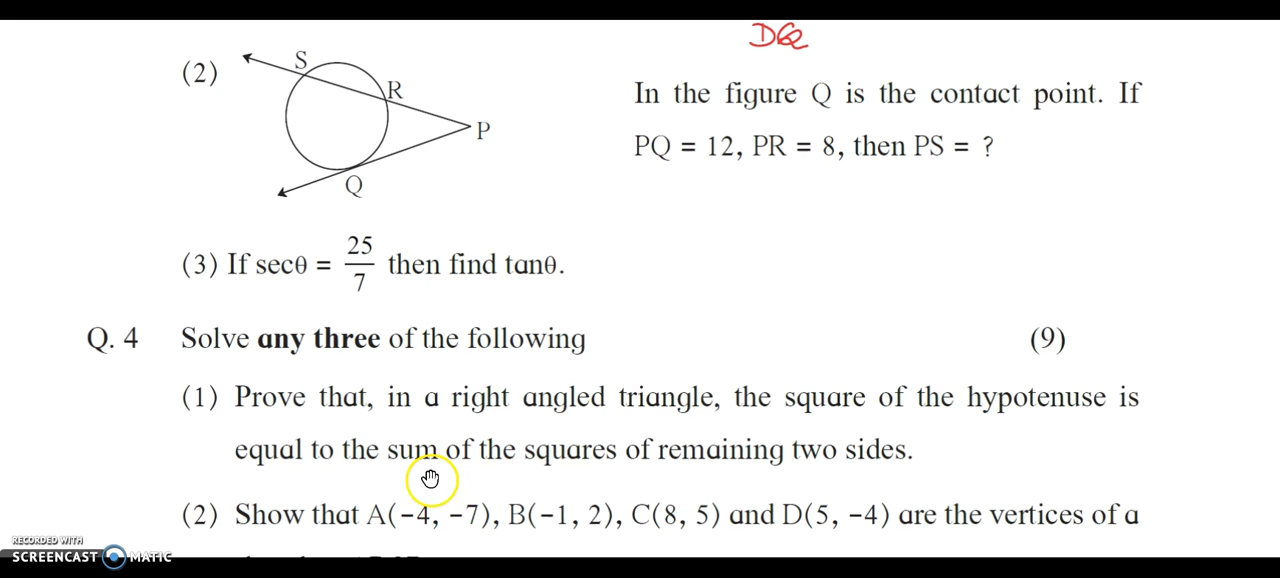 DGQ
(2)
S
R
P
Q
In the figure Q is the contact point. If
PQ = 12, PR = 8, then PS = ?
(3) If secθ = 25/7 then find tanθ.
Q. 4 Solve any three of the following (9)
(1) Prove that, in a right angled triangle, the square of the hypotenuse is
equal to the sum of the squares of remaining two sides.
(2) Show that A(−4, −7), B(−1, 2), C(8, 5) and D(5, −4) are the vertices of a
RECORDED WITH
SCREENCAST MATIC